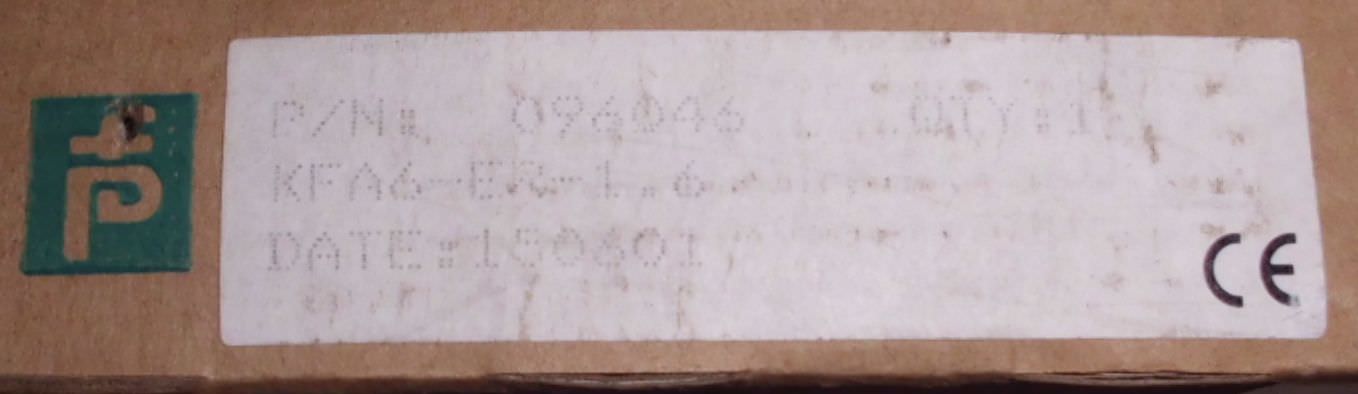 P/N: 096046 QTY:1
KFA6-ER-1.6
DATE:150601
CE